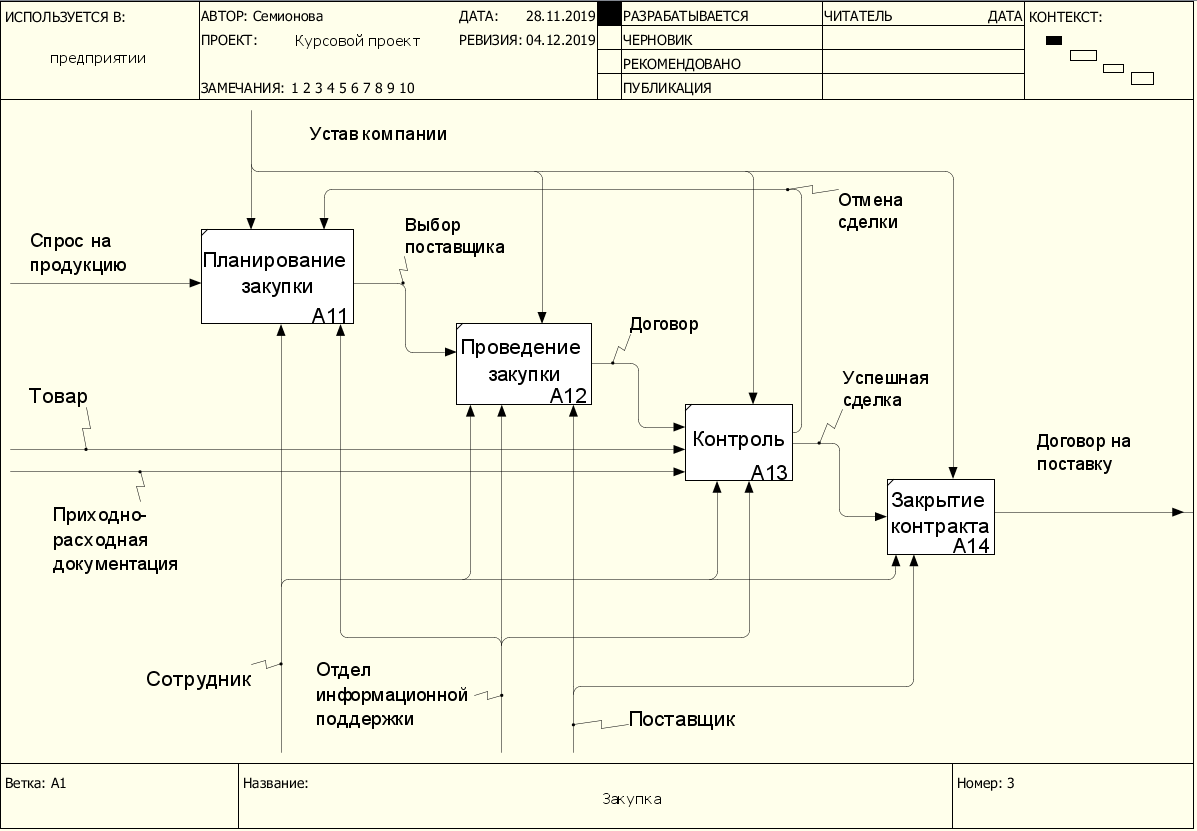 ИСПОЛЬЗУЕТСЯ В:
предприятии
АВТОР: Семионова
ДАТА: 28.11.2019
ПРОЕКТ: Курсовой проект
РЕВИЗИЯ: 04.12.2019
ЗАМЕЧАНИЯ: 1 2 3 4 5 6 7 8 9 10
РАЗРАБАТЫВАЕТСЯ
ЧЕРНОВИК
РЕКОМЕНДОВАНО
ПУБЛИКАЦИЯ
ЧИТАТЕЛЬ
ДАТА
КОНТЕКСТ:
Устав компании
Отмена
сделки
Выбор
поставщика
Спрос на
продукцию
Планирование
закупки
A11
Договор
Проведение
закупки
A12
Успешная
сделка
Товар
Контроль
A13
Договор на
поставку
Приходно-
расходная
документация
Закрытие
контракта
A14
Сотрудник
Отдел
информационной
поддержки
Поставщик
Ветка: A1
Название:
Закупка
Номер: 3